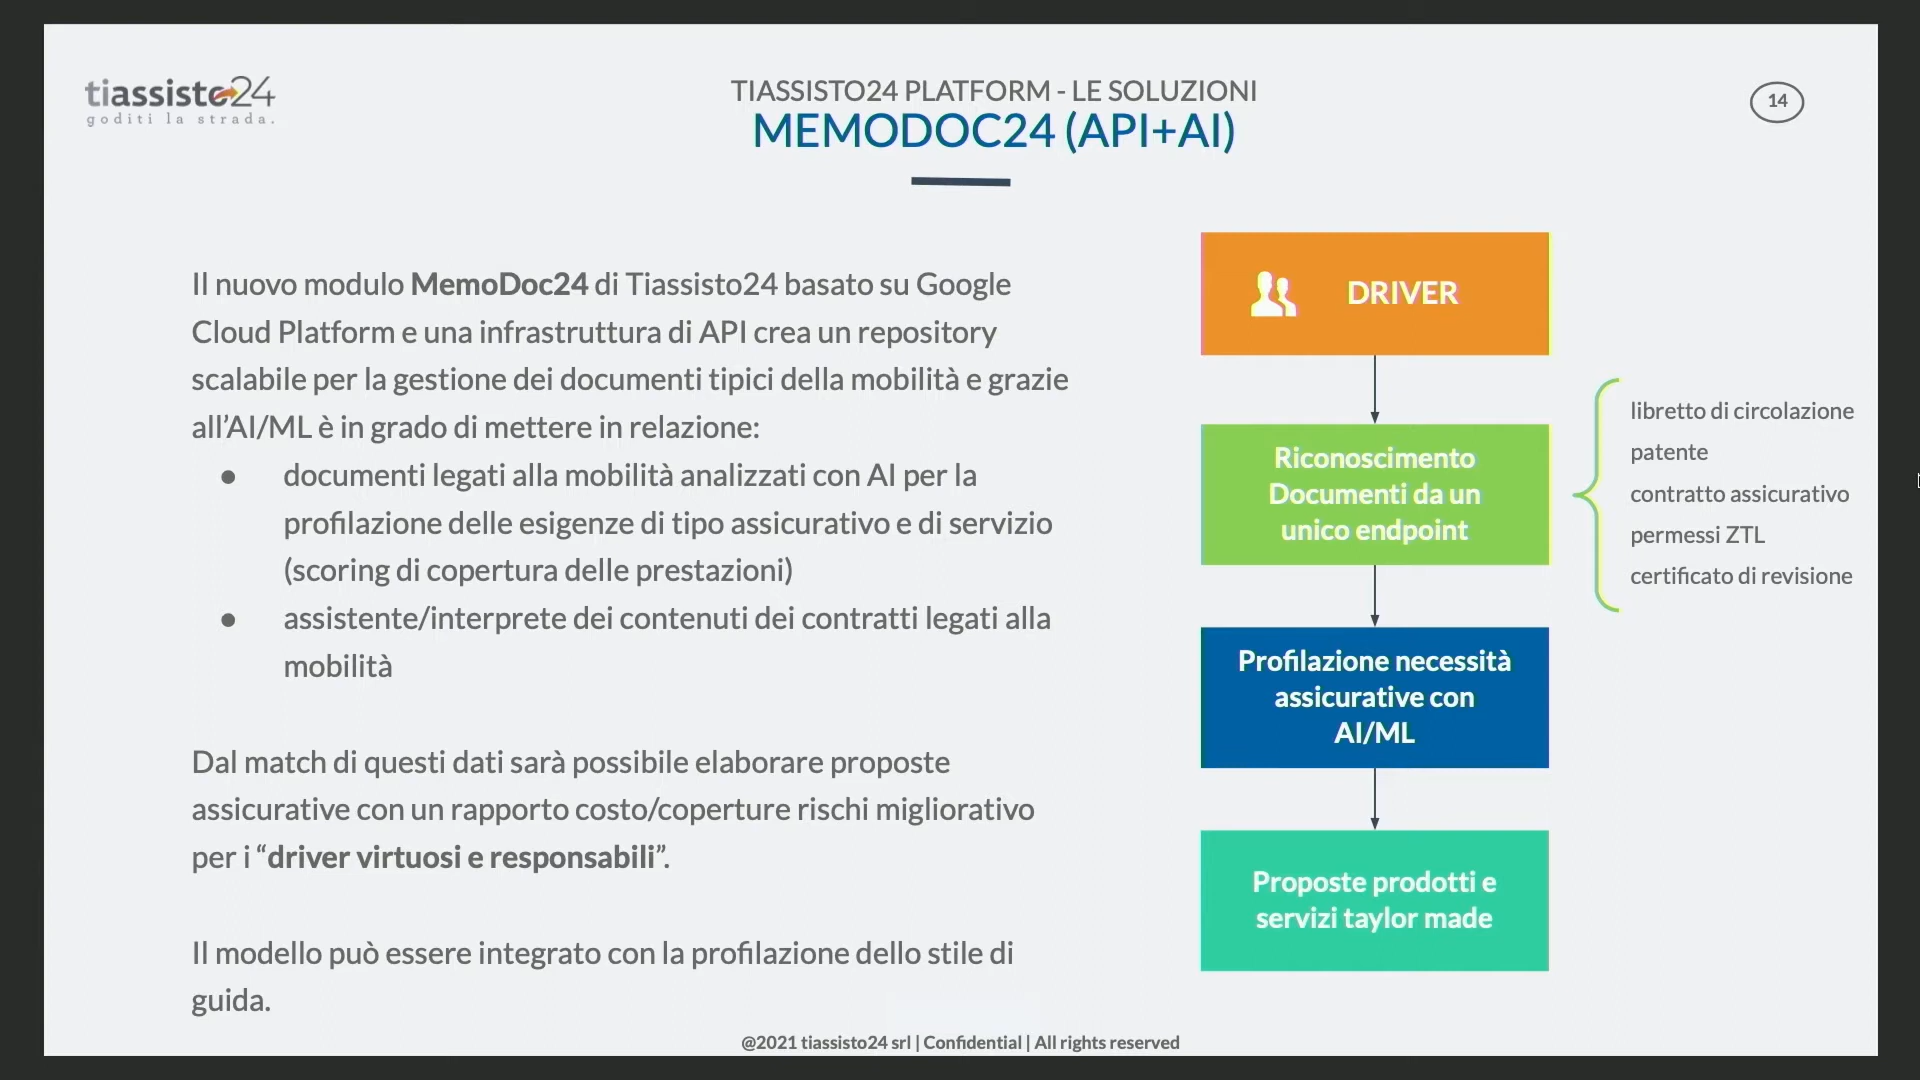 tiassisto24
goditi la strada.
TIASSISTO24 PLATFORM - LE SOLUZIONI
MEMODOC24 (API+AI)
14
Il nuovo modulo MemoDoc24 di Tiassisto24 basato su Google
Cloud Platform e una infrastruttura di API crea un repository
scalabile per la gestione dei documenti tipici della mobilità e grazie
all’AI/ML è in grado di mettere in relazione:
● documenti legati alla mobilità analizzati con AI per la
profilazione delle esigenze di tipo assicurativo e di servizio
(scoring di copertura delle prestazioni)
● assistente/interprete dei contenuti dei contratti legati alla
mobilità
Dal match di questi dati sarà possibile elaborare proposte
assicurative con un rapporto costo/coperture rischi migliorativo
per i “driver virtuosi e responsabili”.
Il modello può essere integrato con la profilazione dello stile di
guida.
DRIVER
Riconoscimento
Documenti da un
unico endpoint
libretto di circolazione
patente
contratto assicurativo
permessi ZTL
certificato di revisione
Profilazione necessità
assicurative con
AI/ML
Proposte prodotti e
servizi taylor made
@2021 tiassisto24 srl | Confidential | All rights reserved